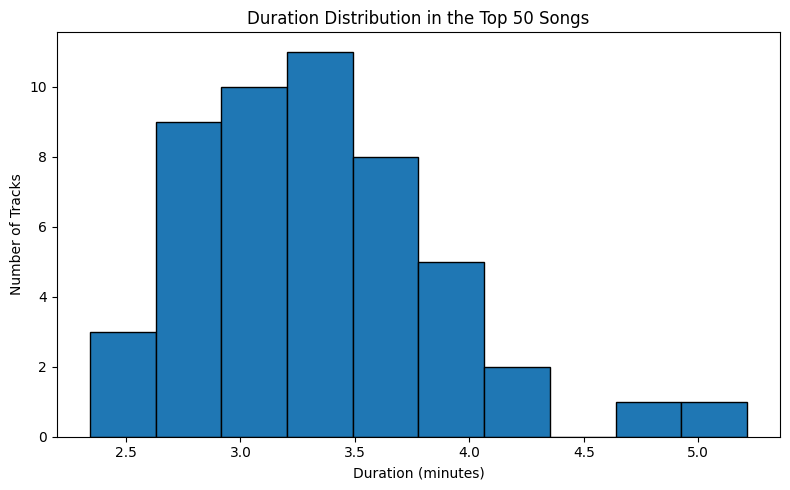 Duration Distribution in the Top 50 Songs
Number of Tracks
10
8
6
4
2
0
2.5 3.0 3.5 4.0 4.5 5.0
Duration (minutes)